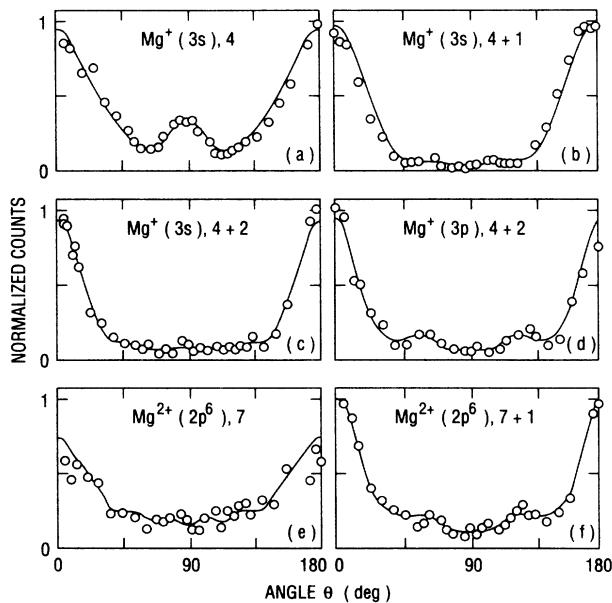 1
Mg⁺ (3s), 4
(a)
Mg⁺ (3s), 4 + 1
(b)
0
NORMALIZED COUNTS
1
Mg⁺ (3s), 4 + 2
(c)
Mg⁺ (3p), 4 + 2
(d)
0
1
Mg²⁺ (2p⁶), 7
(e)
Mg²⁺ (2p⁶), 7 + 1
(f)
0
0 90 180 0 90 180
ANGLE θ (deg)